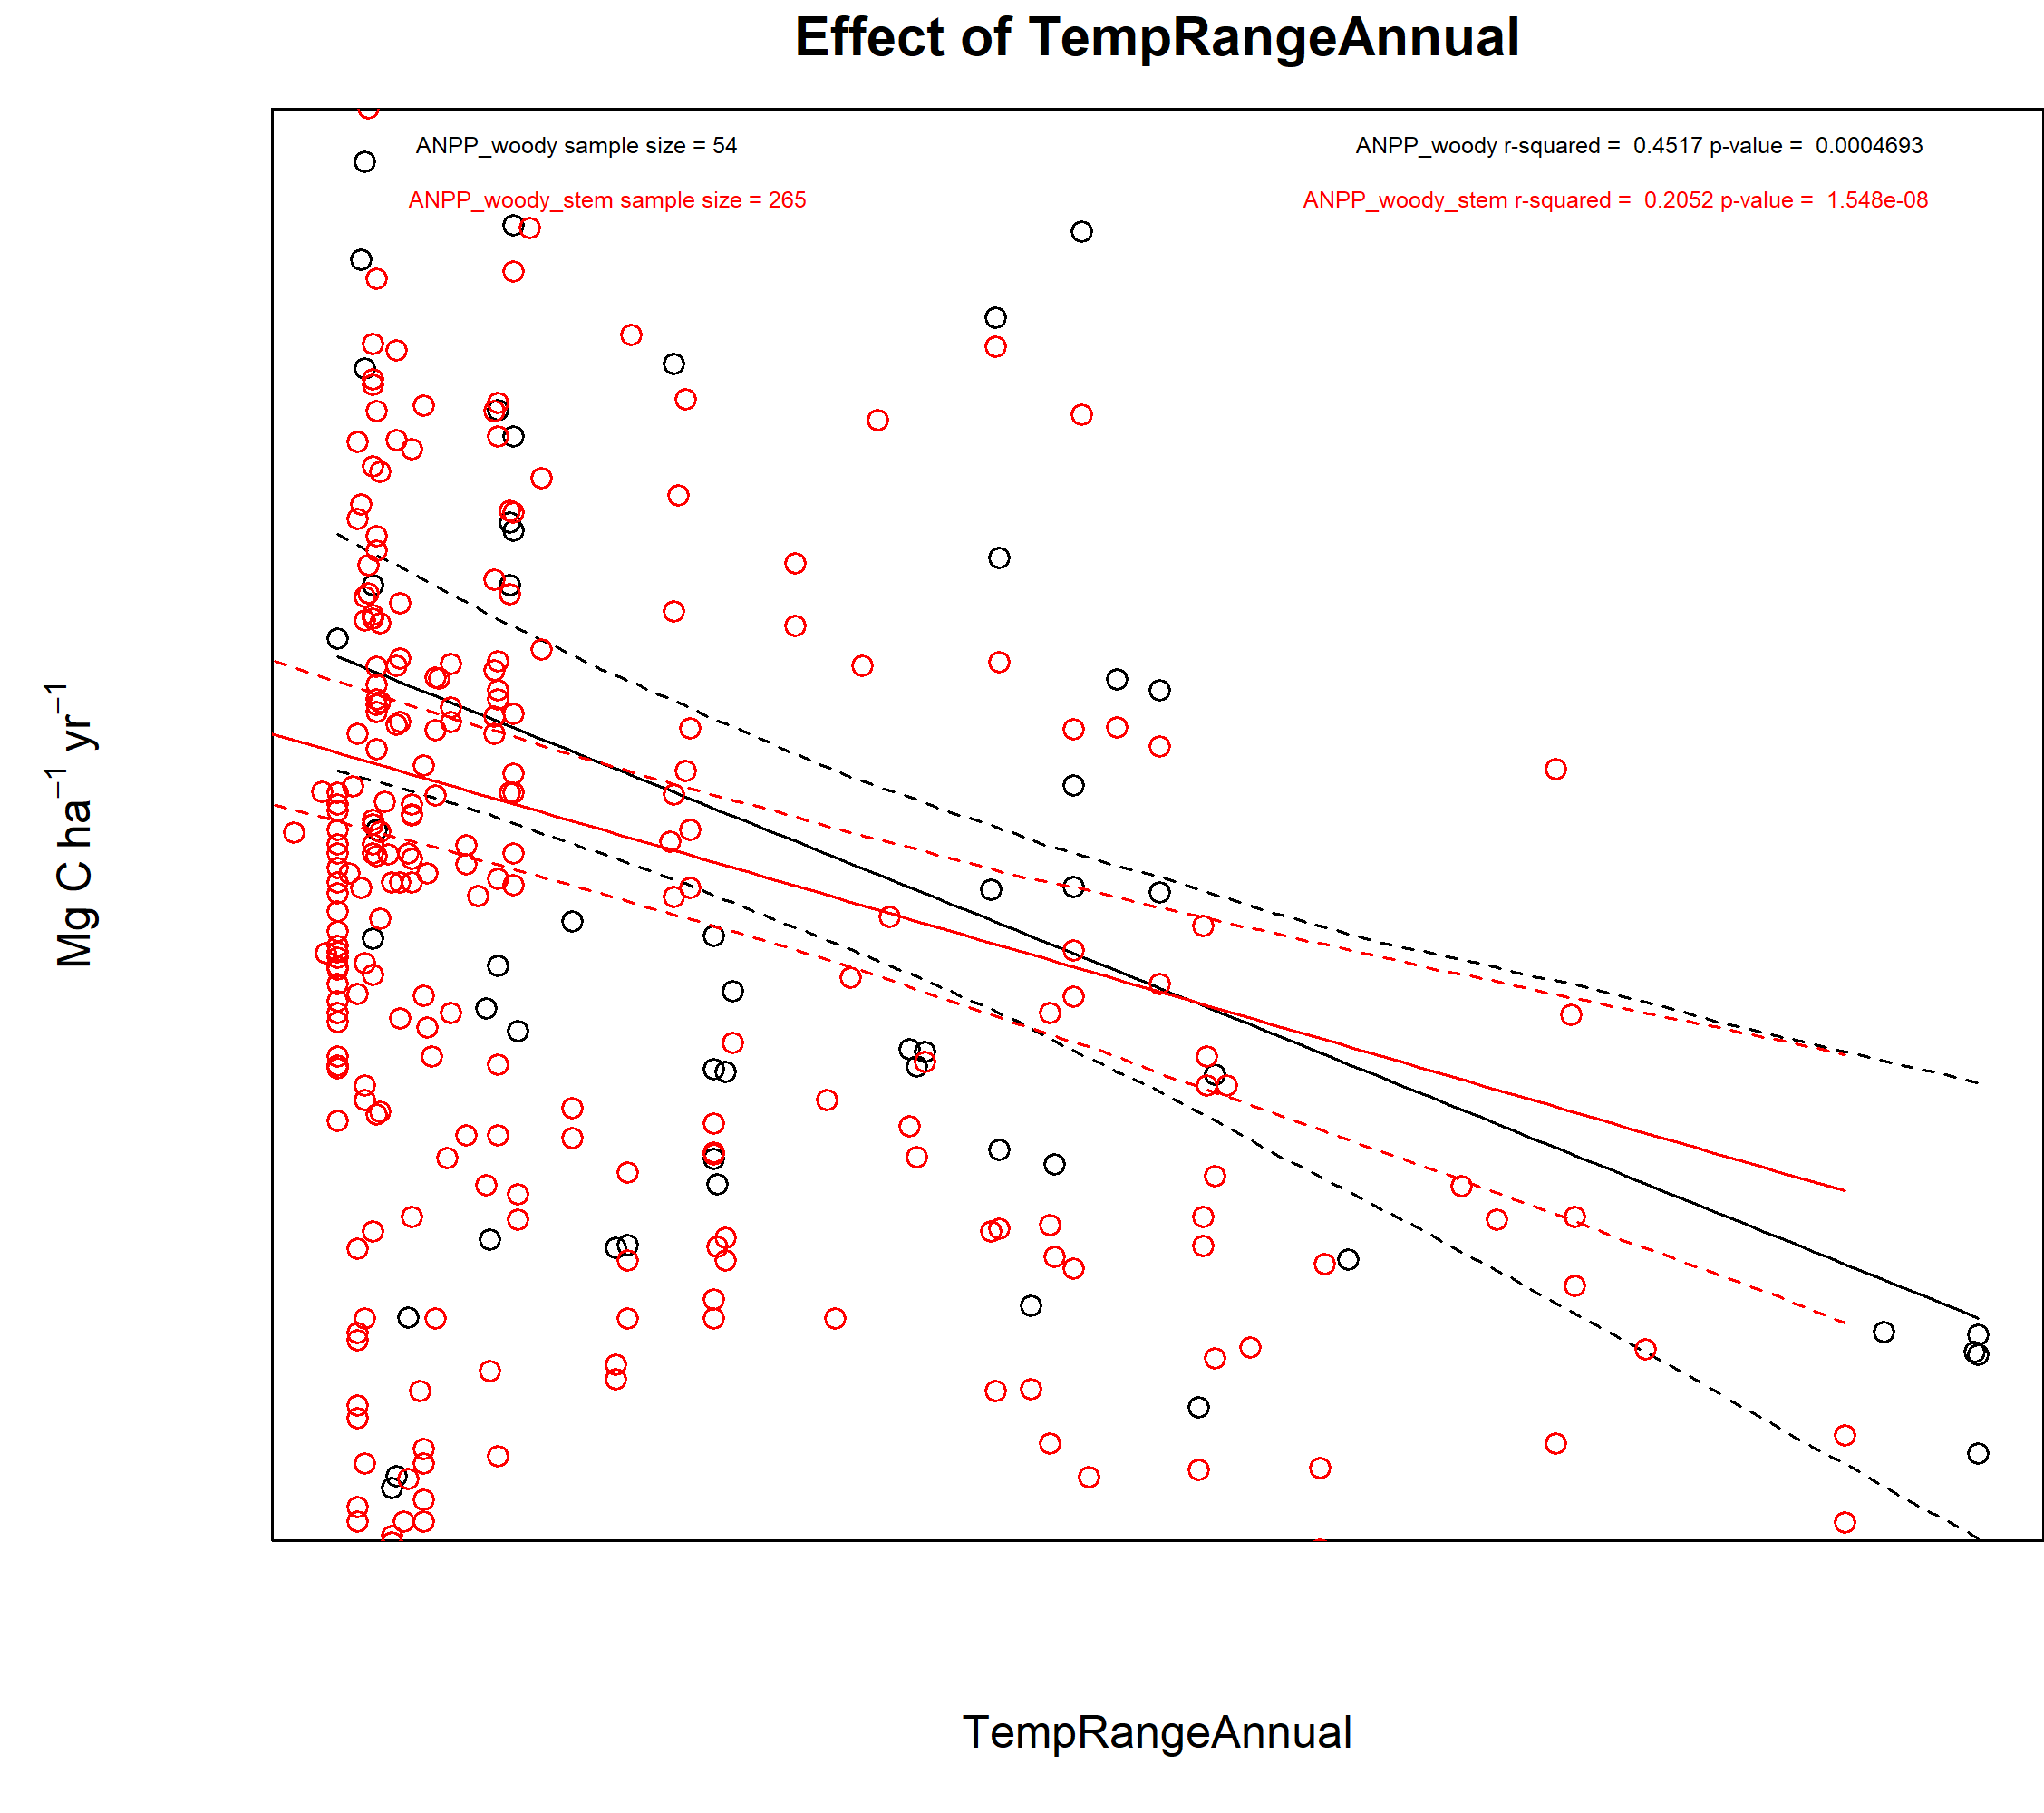 Effect of TempRangeAnnual
ANPP_woody sample size = 54
ANPP_woody r-squared = 0.4517 p-value = 0.0004693
ANPP_woody_stem sample size = 265
ANPP_woody_stem r-squared = 0.2052 p-value = 1.548e-08
Mg C ha⁻¹ yr⁻¹
TempRangeAnnual